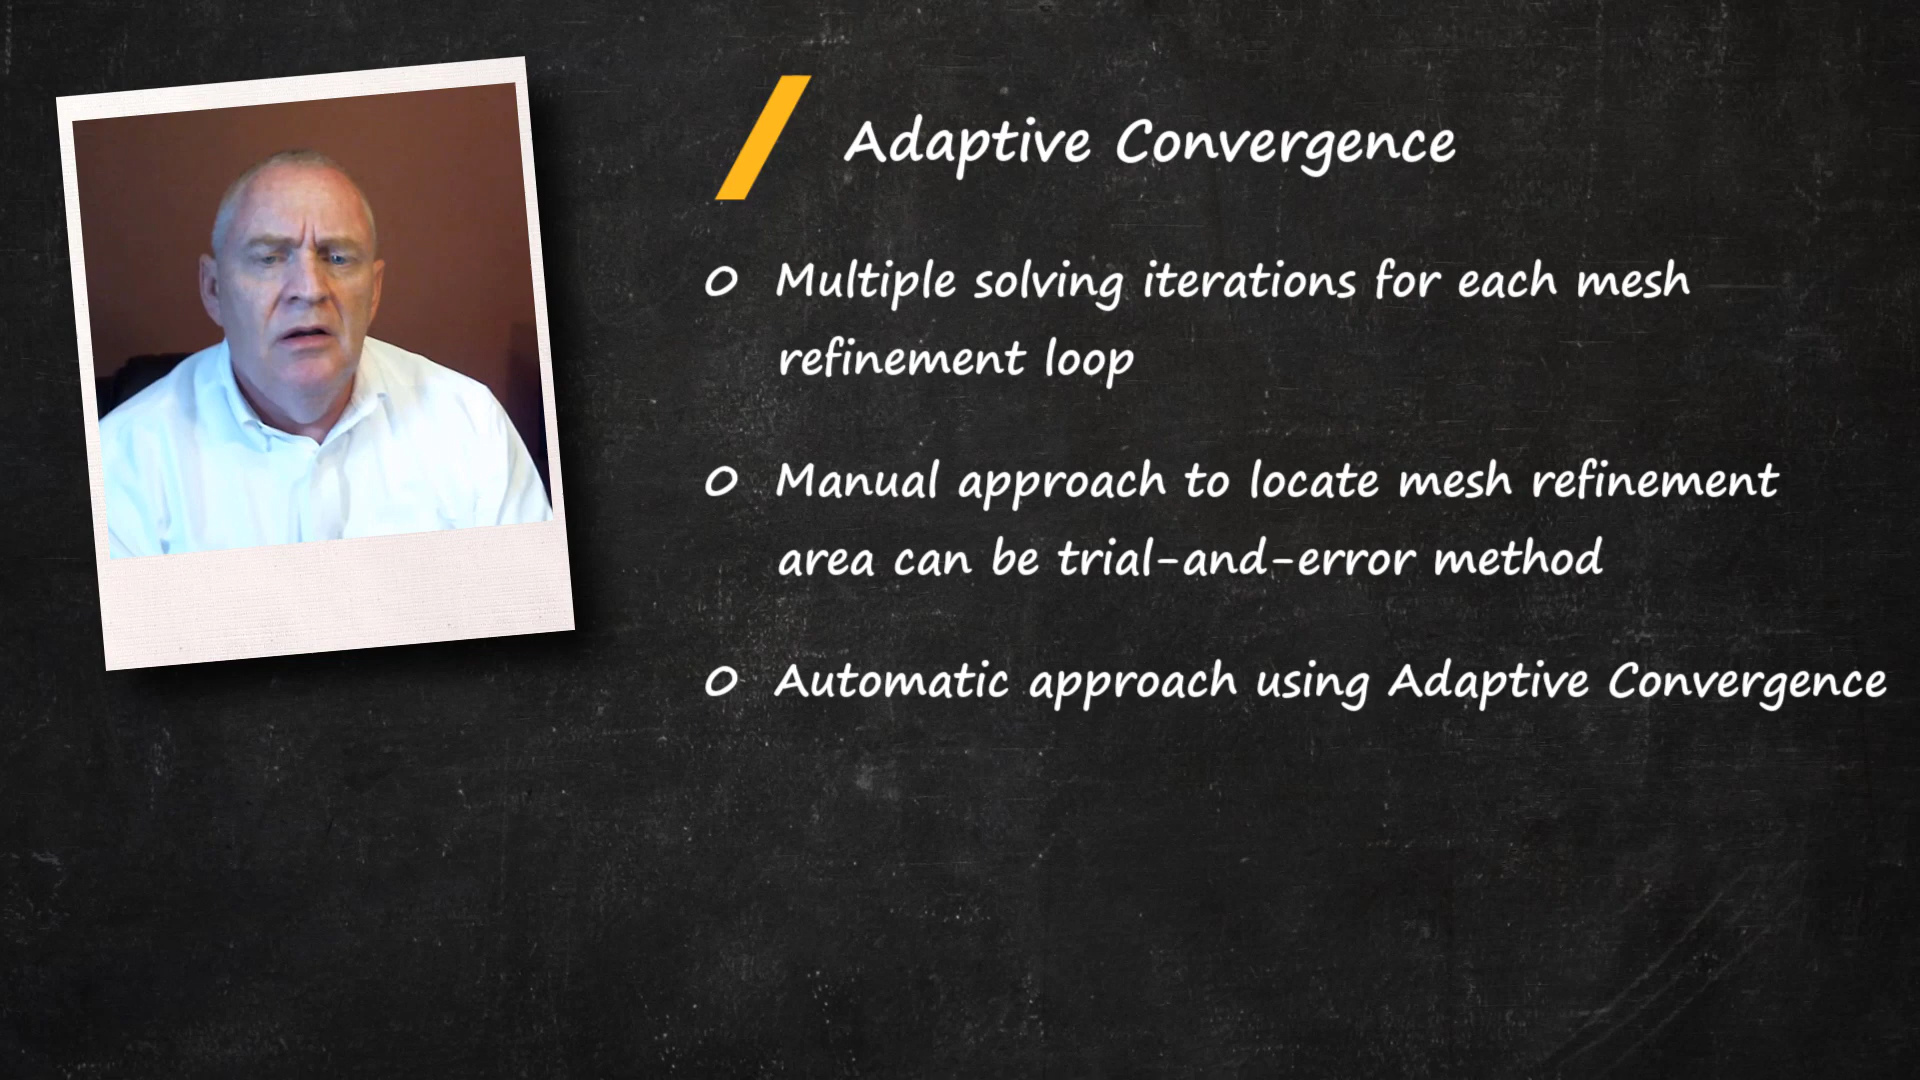 Adaptive Convergence
O Multiple solving iterations for each mesh
refinement loop
O Manual approach to locate mesh refinement
area can be trial-and-error method
O Automatic approach using Adaptive Convergence